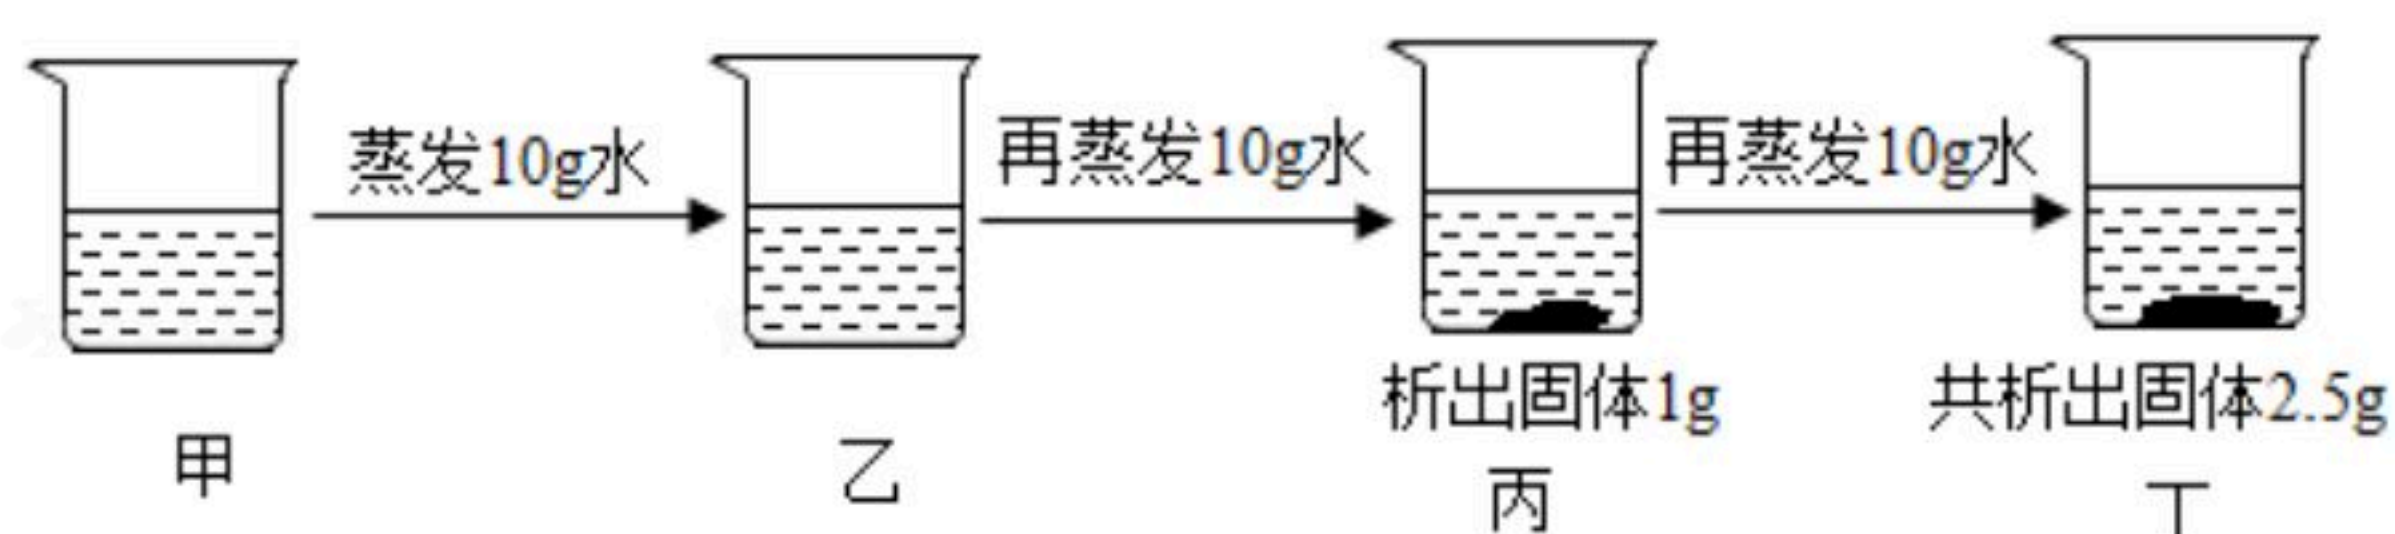 蒸发10g水
再蒸发10g水
再蒸发10g水
析出固体1g
共析出固体2.5g
甲
乙
丙
丁